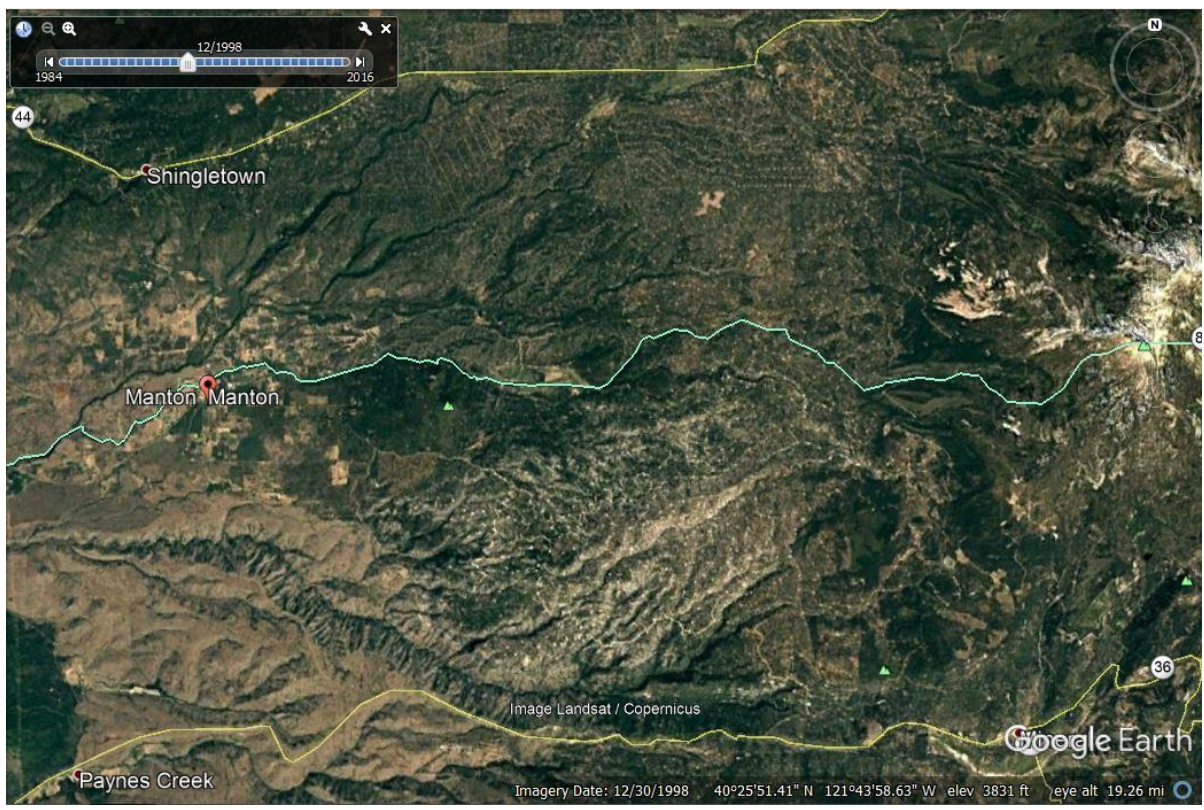 12/1998
1984 2016
N
44
Shingletown
8
Manton Manton
36
Image Landsat / Copernicus
Google Earth
Paynes Creek
Imagery Date: 12/30/1998 40°25'51.41" N 121°43'58.63" W elev 3831 ft eye alt 19.26 mi